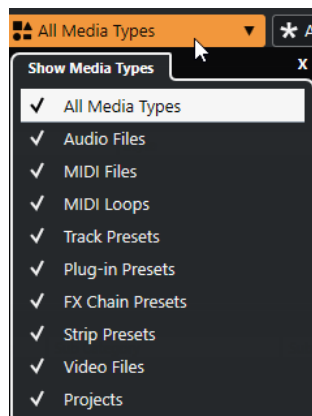 All Media Types A
Show Media Types X
All Media Types
Audio Files
MIDI Files
MIDI Loops
Track Presets
Plug-in Presets
FX Chain Presets
Strip Presets
Video Files
Projects